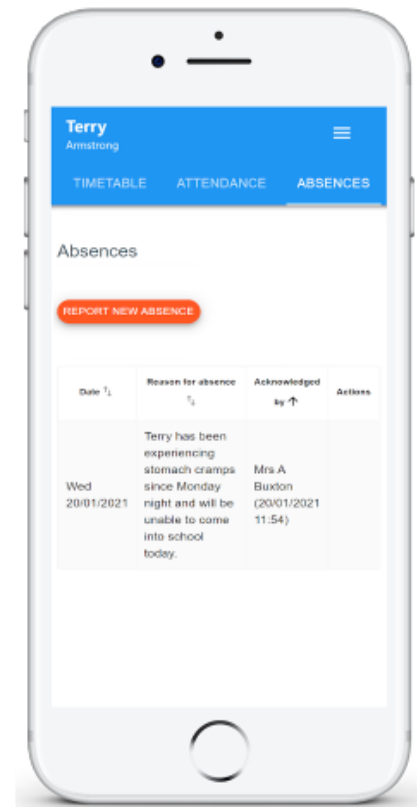 Terry
Armstrong
TIMETABLE ATTENDANCE ABSENCES
Absences
REPORT NEW ABSENCE
Date ↑↓ Reason for absence ↑↓ Acknowledged by ↑ Actions
Wed
20/01/2021
Terry has been
experiencing
stomach cramps
since Monday
night and will be
unable to come
into school
today.
Mrs A
Buxton
(20/01/2021
11:54)